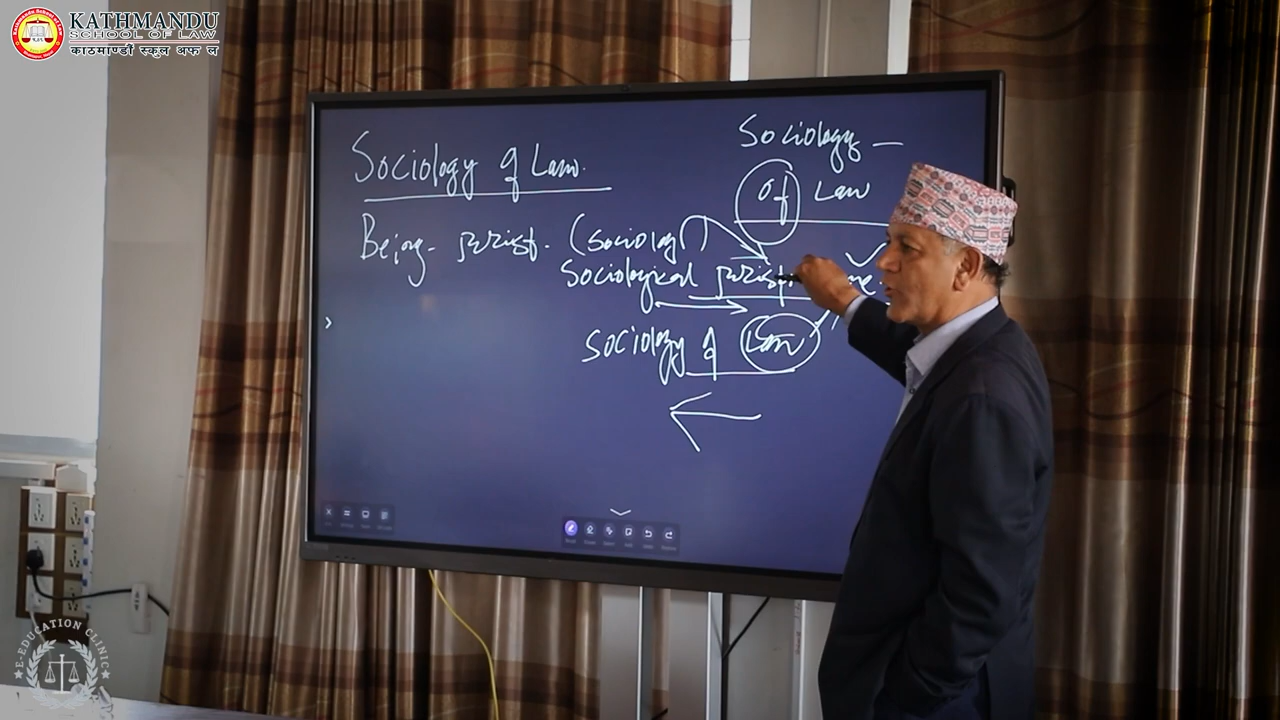 KATHMANDU
SCHOOL OF LAW
काठमाण्डौ स्कुल अफ ल
Sociology of Law.
Sociology —
of Law
Being - jurist. (Sociology)
Sociological
Sociology of Law
E-EDUCATION CLINIC